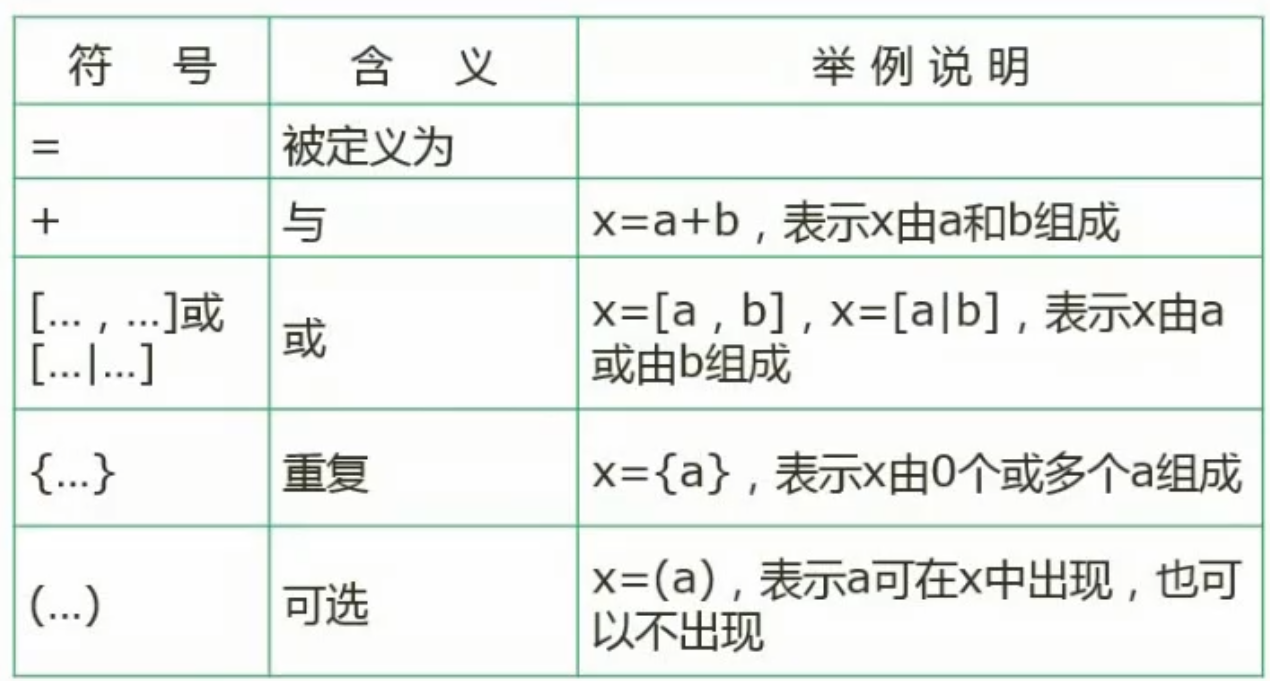 符 号 含 义 举例说明
= 被定义为
+ 与 x=a+b，表示x由a和b组成
[...，...]或
[...|...]
或
x=[a，b]，x=[a|b]，表示x由a
或由b组成
{...} 重复 x={a}，表示x由0个或多个a组成
(...) 可选
x=(a)，表示a可在x中出现，也可
以不出现